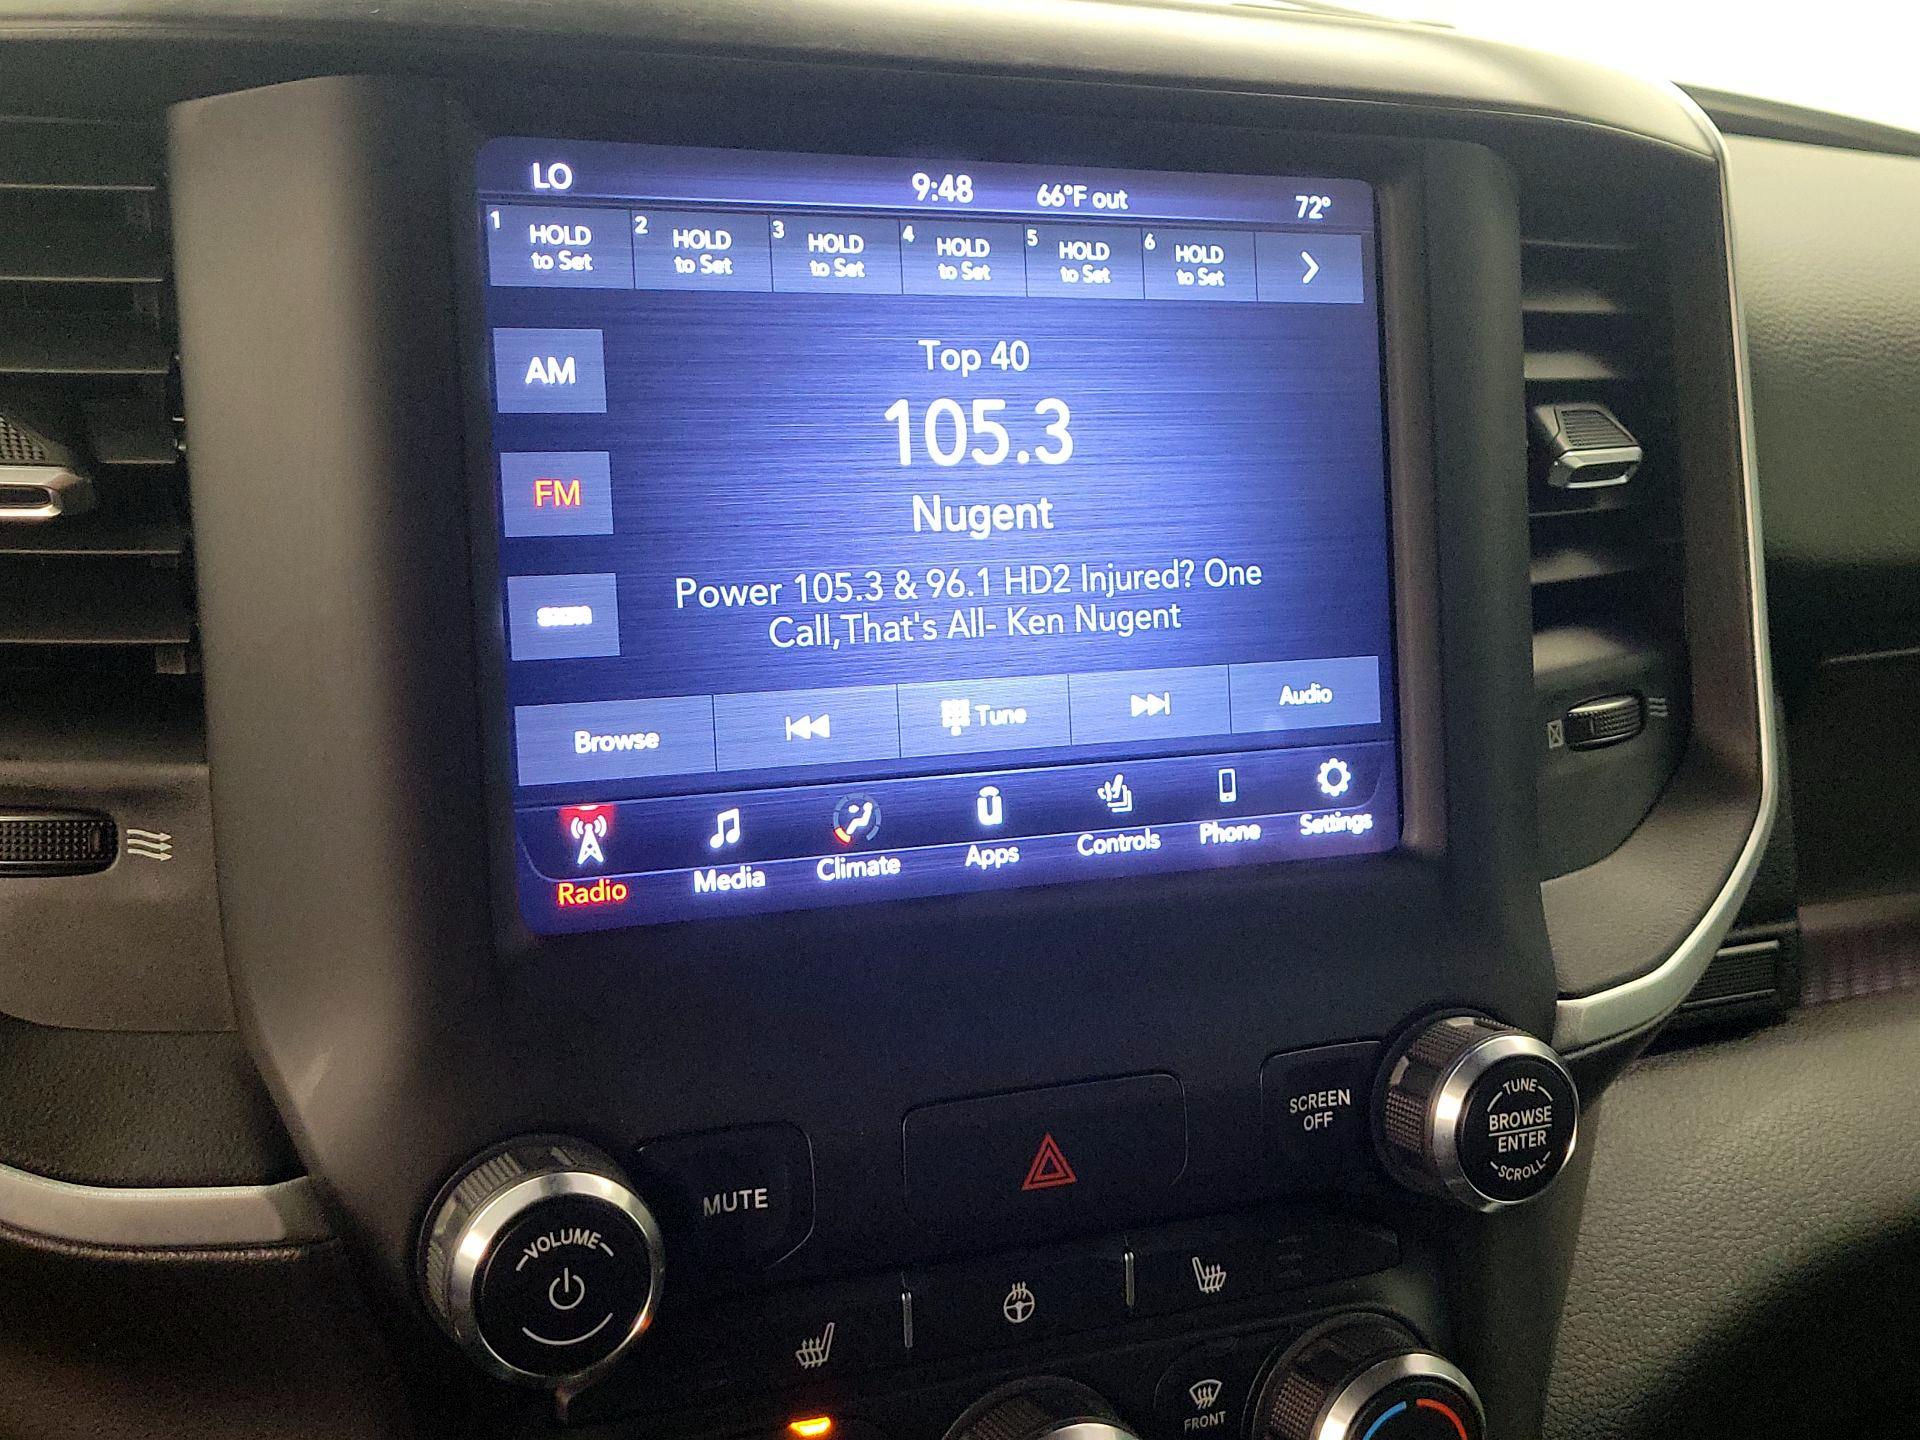 LO 9:48 66°F out 72°
1 HOLD to Set
2 HOLD to Set
3 HOLD to Set
4 HOLD to Set
5 HOLD to Set
6 HOLD to Set
AM
Top 40
105.3
FM
Nugent
Power 105.3 & 96.1 HD2 Injured? One
Call,That's All- Ken Nugent
Browse Tune Audio
Radio Media Climate Apps Controls Phone Settings
VOLUME
MUTE
SCREEN
OFF
TUNE
BROWSE
ENTER
SCROLL
FRONT